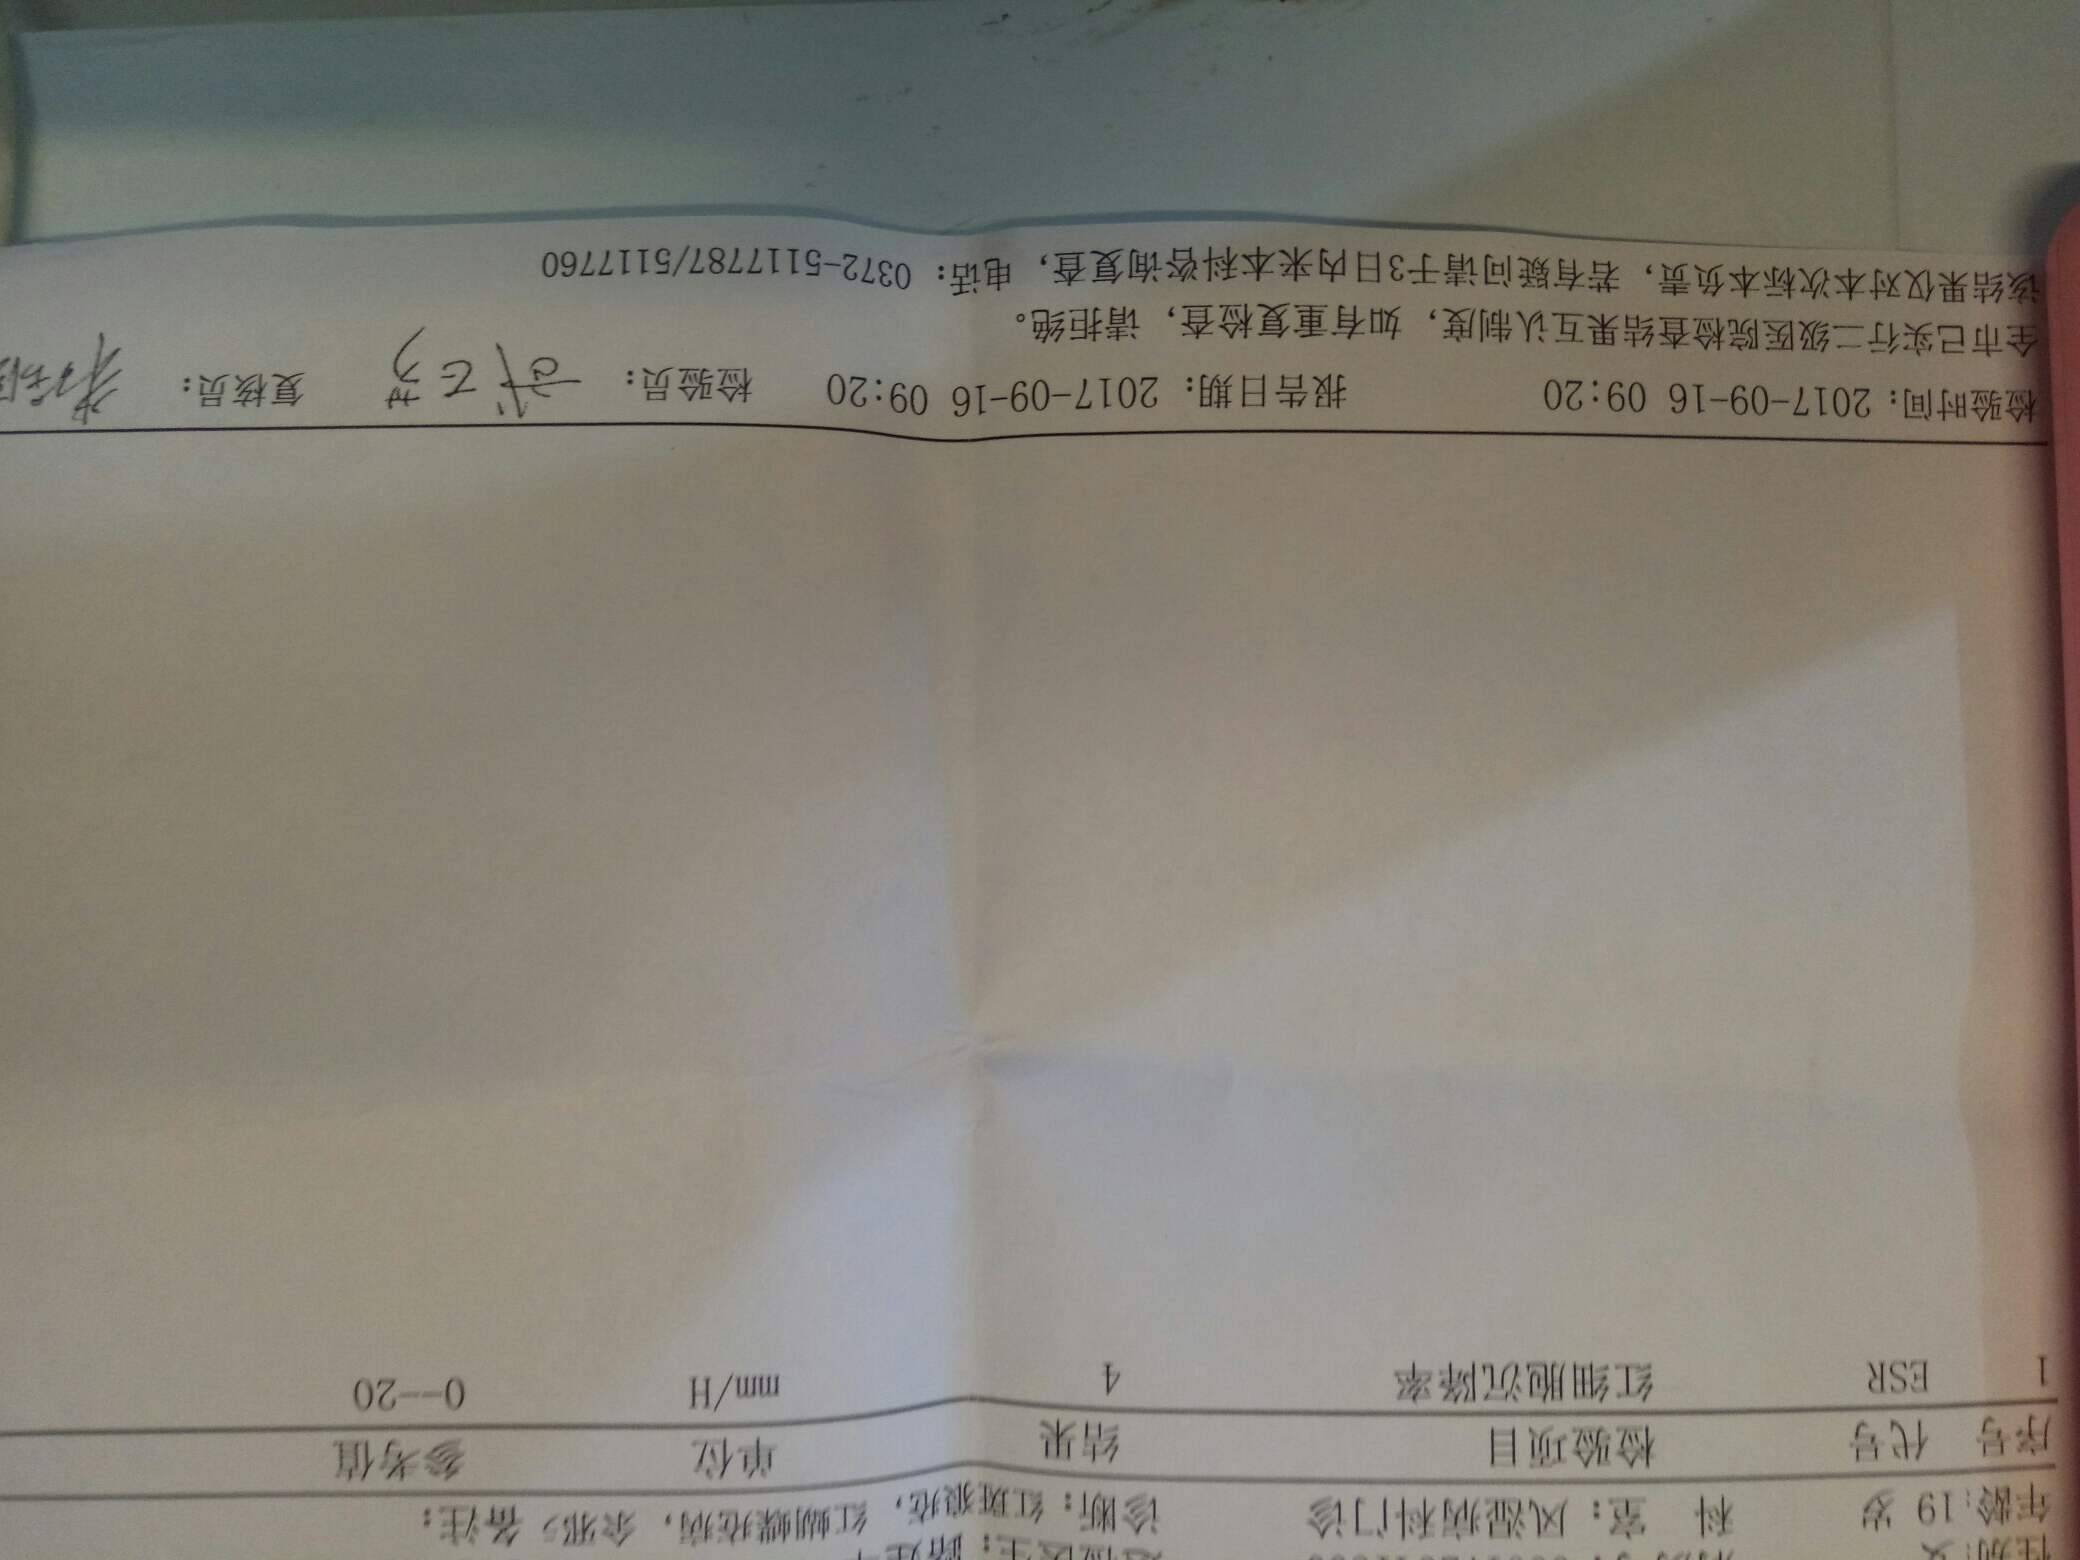 性别:女
年龄:19 岁 科 室: 风湿病科门诊 诊断: 红斑狼疮, 红蝴蝶疮病, 余邪; 备注:
序号 代号 检验项目 结果 单位 参考值
1 ESR 红细胞沉降率 4 mm/H 0--20
检验时间: 2017-09-16 09:20 报告日期: 2017-09-16 09:20 检验员: 复核员:
全市已实行二级医院检查结果互认制度, 如有重复检查, 请拒绝。
该结果仅对本次标本负责, 若有疑问请于3日内来本科咨询复查, 电话: 0372-5117787/5117760